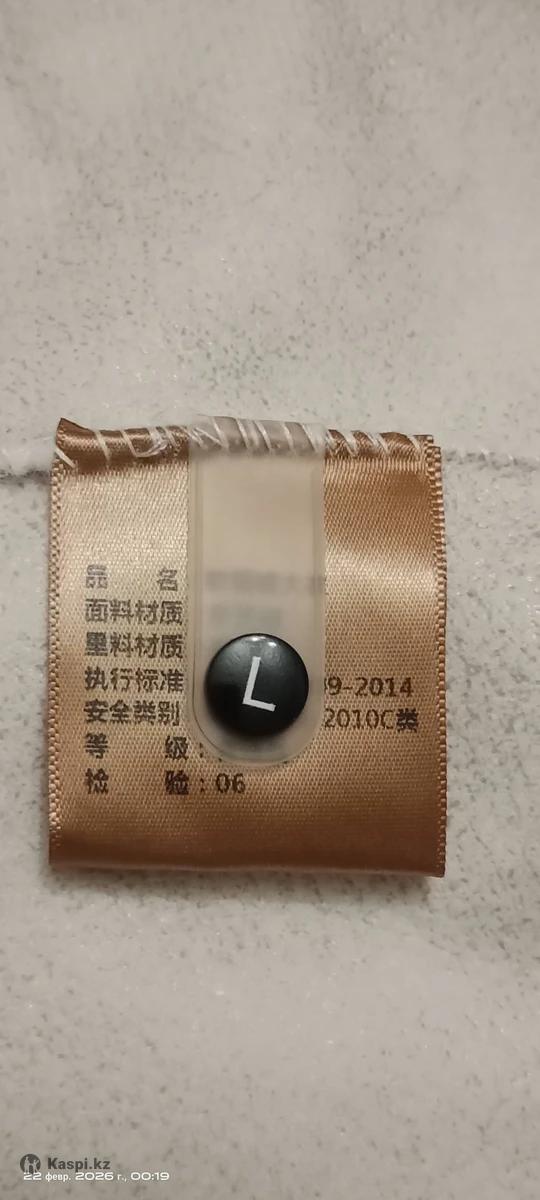 品 名
面料材质
里料材质
执行标准 9-2014
安全类别 2010C类
等 级：
检 验：06
L
Kaspi.kz
22 февр. 2026 г., 00:19